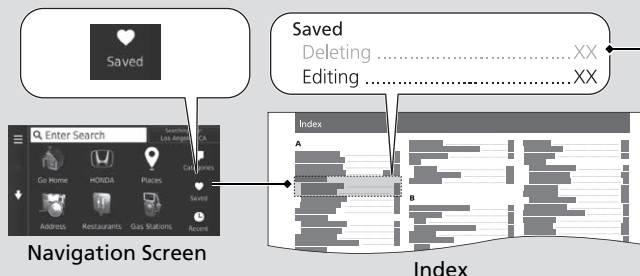 Saved
Saved
Deleting XX
Editing XX
Enter Search
Searching near:
Los Angeles, CA
Categories
Go Home
HONDA
Places
Saved
Address
Restaurants
Gas Stations
Recent
Navigation Screen
Index
A
B
Index